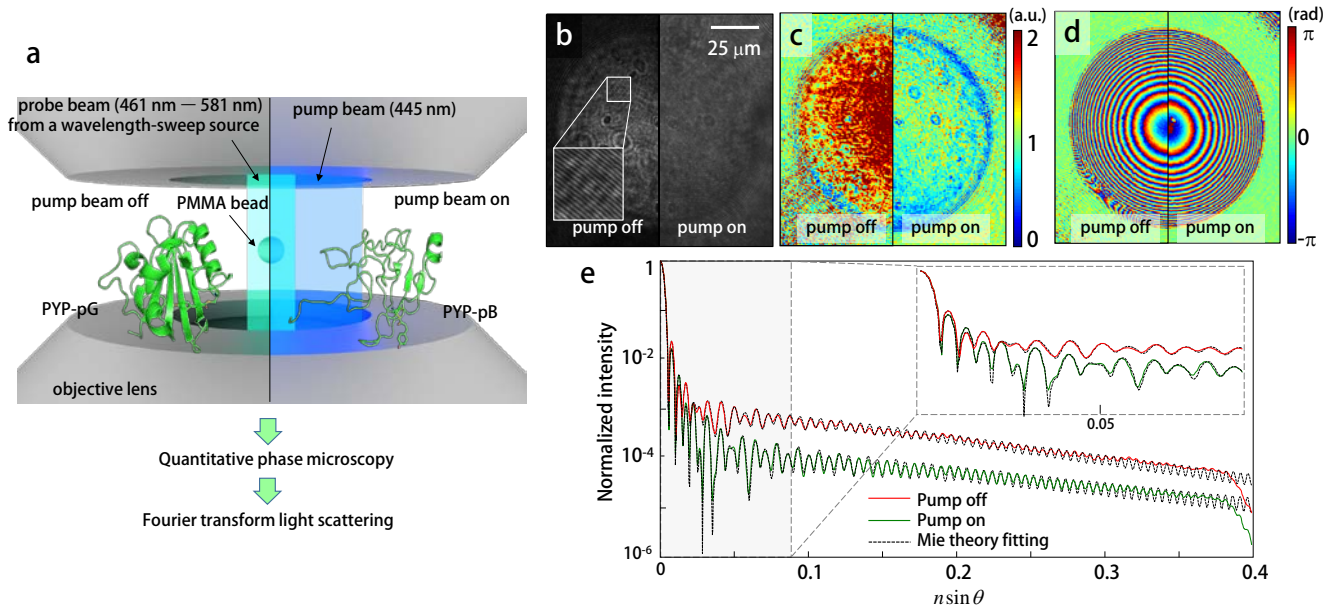 a
probe beam (461 nm — 581 nm)
from a wavelength-sweep source
pump beam (445 nm)
pump beam off
pump beam on
PMMA bead
PYP-pG
PYP-pB
objective lens
Quantitative phase microscopy
Fourier transform light scattering
b
25 μm
pump off
pump on
c
(a.u.)
2
1
0
pump off
pump on
d
(rad)
π
0
-π
pump off
pump on
e
Normalized intensity
1
10-2
10-4
10-6
0
0.1
0.2
0.3
0.4
n sin θ
0.05
Pump off
Pump on
Mie theory fitting